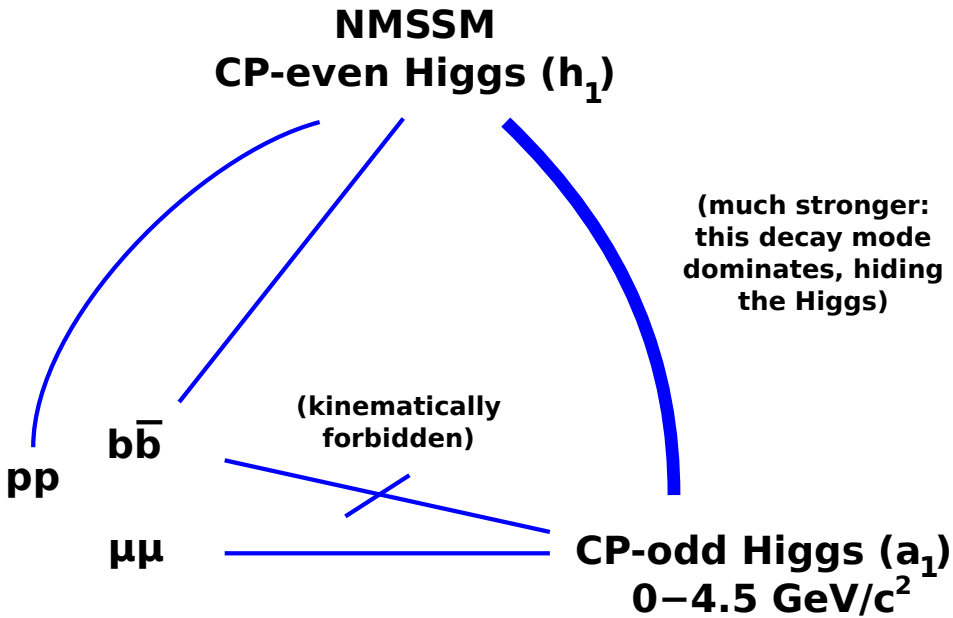 NMSSM
CP-even Higgs (h₁)
(much stronger:
this decay mode
dominates, hiding
the Higgs)
(kinematically
forbidden)
bb̅
pp
μμ
CP-odd Higgs (a₁)
0−4.5 GeV/c²